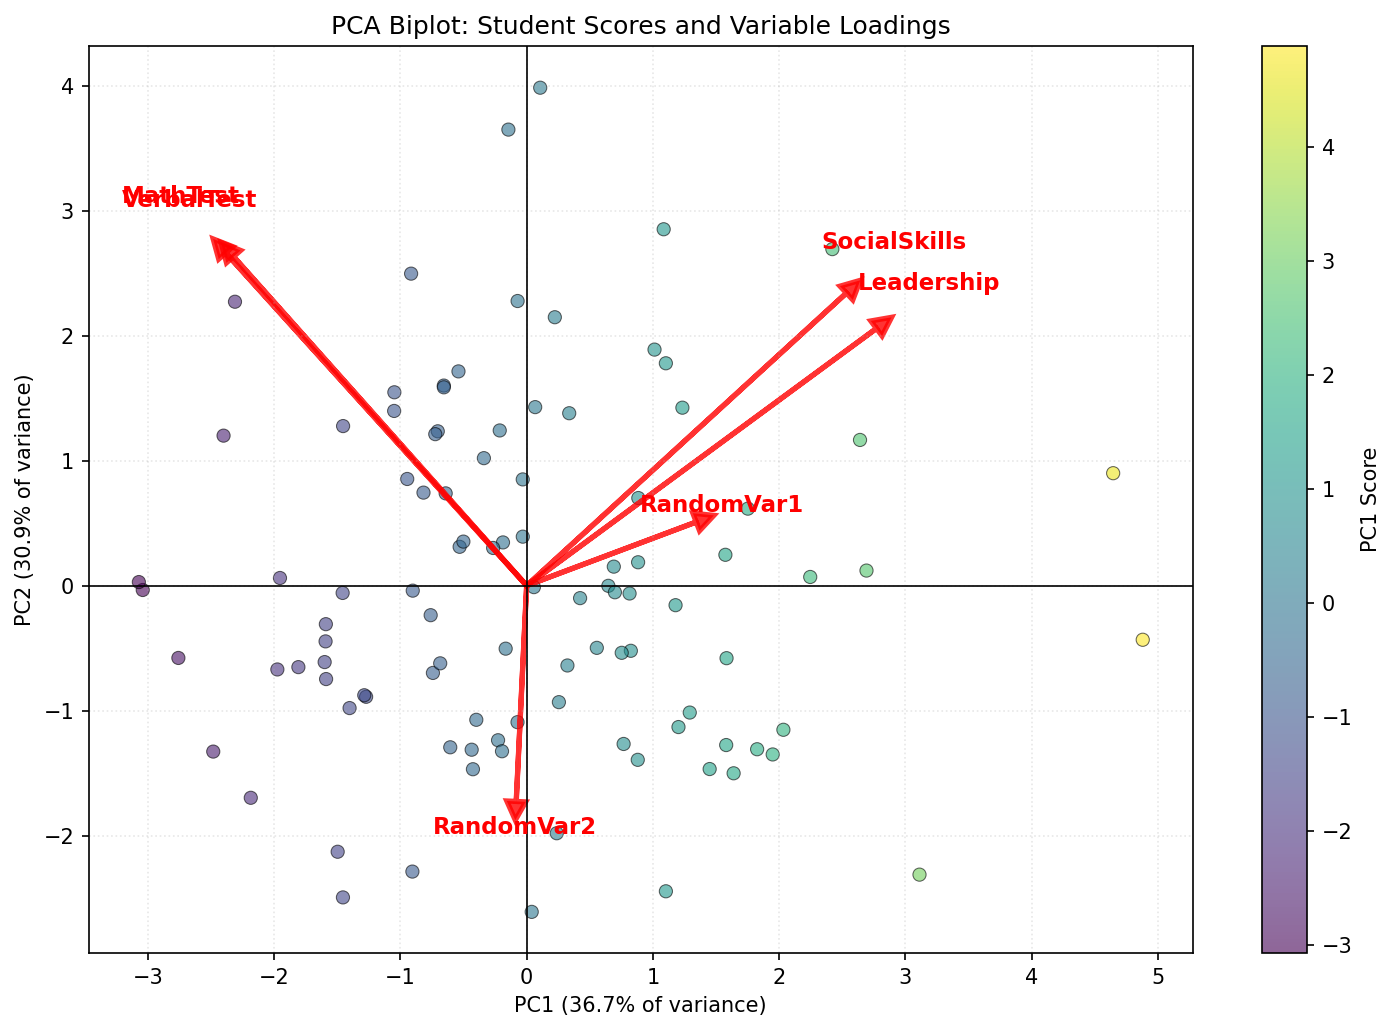 PCA Biplot: Student Scores and Variable Loadings
MathTest
VerbalTest
SocialSkills
Leadership
RandomVar1
RandomVar2
4
3
2
1
0
−1
−2
PC2 (30.9% of variance)
−3
−2
−1
0
1
2
3
4
5
PC1 (36.7% of variance)
4
3
2
1
0
−1
−2
−3
PC1 Score